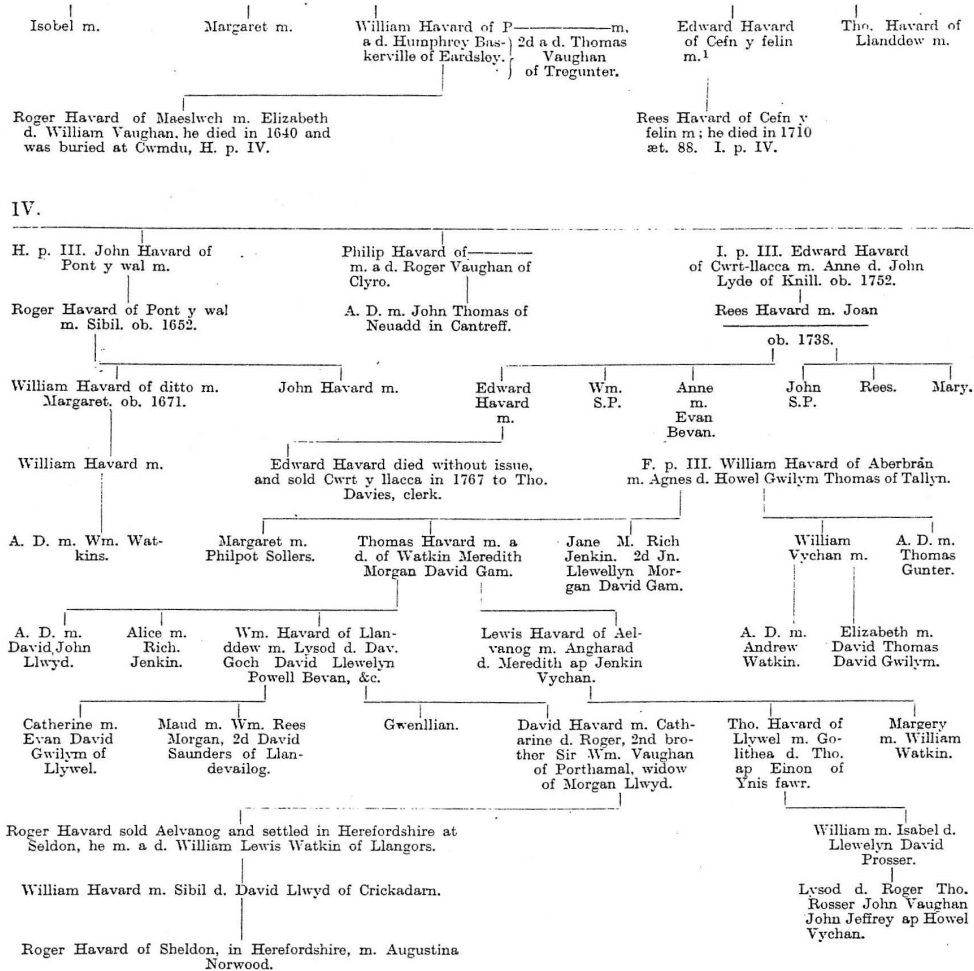 Isobel m.
Margaret m.
William Havard of P————m.
a d. Humphrey Bas-
kerville of Eardsley.
2d a d. Thomas
Vaughan
of Tregunter.
Edward Havard
of Cefn y felin
m.¹
Tho. Havard of
Llanddew m.
Roger Havard of Maeslwch m. Elizabeth
d. William Vaughan, he died in 1640 and
was buried at Cwmdu, H. p. IV.
Rees Havard of Cefn y
felin m; he died in 1710
æt. 88. I. p. IV.
IV.
H. p. III. John Havard of
Pont y wal m.
Philip Havard of————
m. a d. Roger Vaughan of
Clyro.
I. p. III. Edward Havard
of Cwrt-llacca m. Anne d. John
Lyde of Knill. ob. 1752.
Roger Havard of Pont y wal
m. Sibil. ob. 1652.
A. D. m. John Thomas of
Neuadd in Cantreff.
Rees Havard m. Joan
ob. 1738.
William Havard of ditto m.
Margaret. ob. 1671.
John Havard m.
Edward
Havard
m.
Wm.
S.P.
Anne
m.
Evan
Bevan.
John
S.P.
Rees.
Mary.
William Havard m.
Edward Havard died without issue,
and sold Cwrt y llacca in 1767 to Tho.
Davies, clerk.
F. p. III. William Havard of Aberbrân
m. Agnes d. Howel Gwilym Thomas of Tallyn.
A. D. m. Wm. Wat-
kins.
Margaret m.
Philpot Sollers.
Thomas Havard m. a
d. of Watkin Meredith
Morgan David Gam.
Jane M. Rich
Jenkin. 2d Jn.
Llewellyn Mor-
gan David Gam.
William
Vychan m.
A. D. m.
Thomas
Gunter.
A. D. m.
David John
Llwyd.
Alice m.
Rich.
Jenkin.
Wm. Havard of Llan-
ddew m. Lysod d. Dav.
Goch David Llewelyn
Powell Bevan, &c.
Lewis Havard of Ael-
vanog m. Angharad
d. Meredith ap Jenkin
Vychan.
A. D. m.
Andrew
Watkin.
Elizabeth m.
David Thomas
David Gwilym.
Catherine m.
Evan David
Gwilym of
Llywel.
Maud m. Wm. Rees
Morgan, 2d David
Saunders of Llan-
devailog.
Gwenllian.
David Havard m. Cath-
arine d. Roger, 2nd bro-
ther Sir Wm. Vaughan
of Porthamal, widow
of Morgan Llwyd.
Tho. Havard of
Llywel m. Go-
lithea d. Tho.
ap Einon of
Ynis fawr.
Margery
m. William
Watkin.
Roger Havard sold Aelvanog and settled in Herefordshire at
Seldon, he m. a d. William Lewis Watkin of Llangors.
William m. Isabel d.
Llewelyn David
Prosser.
William Havard m. Sibil d. David Llwyd of Crickadarn.
Lysod d. Roger Tho.
Rosser John Vaughan
John Jeffrey ap Howel
Vychan.
Roger Havard of Sheldon, in Herefordshire, m. Augustina
Norwood.